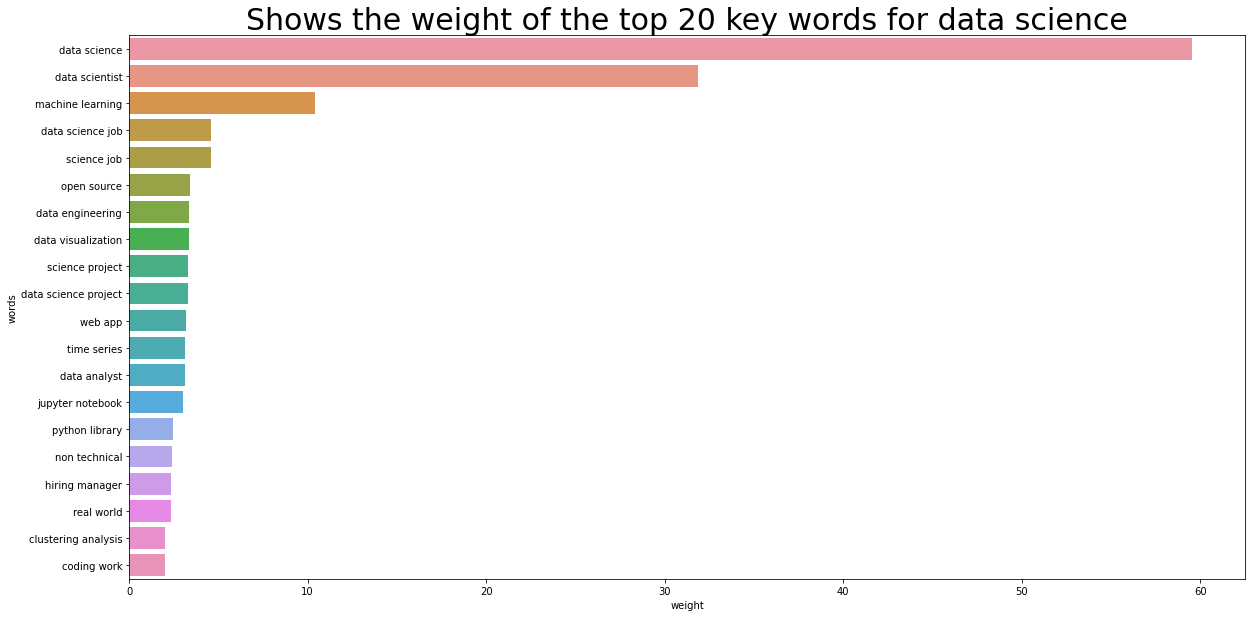 Shows the weight of the top 20 key words for data science
data science
data scientist
machine learning
data science job
science job
open source
data engineering
data visualization
science project
data science project
web app
time series
data analyst
jupyter notebook
python library
non technical
hiring manager
real world
clustering analysis
coding work
words
0 10 20 30 40 50 60
weight